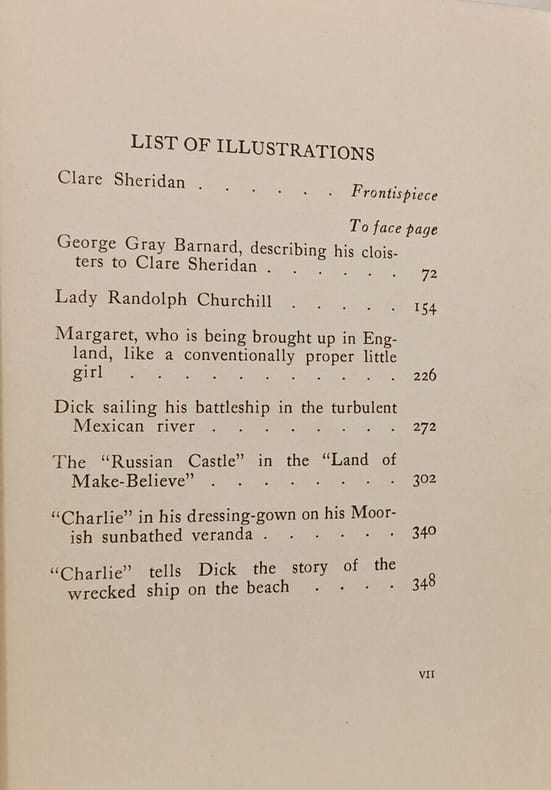 LIST OF ILLUSTRATIONS
Clare Sheridan . . . . . . Frontispiece
To face page
George Gray Barnard, describing his clois-
ters to Clare Sheridan . . . . . . 72
Lady Randolph Churchill . . . . . 154
Margaret, who is being brought up in Eng-
land, like a conventionally proper little
girl . . . . . . . . . . . 226
Dick sailing his battleship in the turbulent
Mexican river . . . . . . . . 272
The “Russian Castle” in the “Land of
Make-Believe” . . . . . . . . 302
“Charlie” in his dressing-gown on his Moor-
ish sunbathed veranda . . . . . . 340
“Charlie” tells Dick the story of the
wrecked ship on the beach . . . . 348
VII